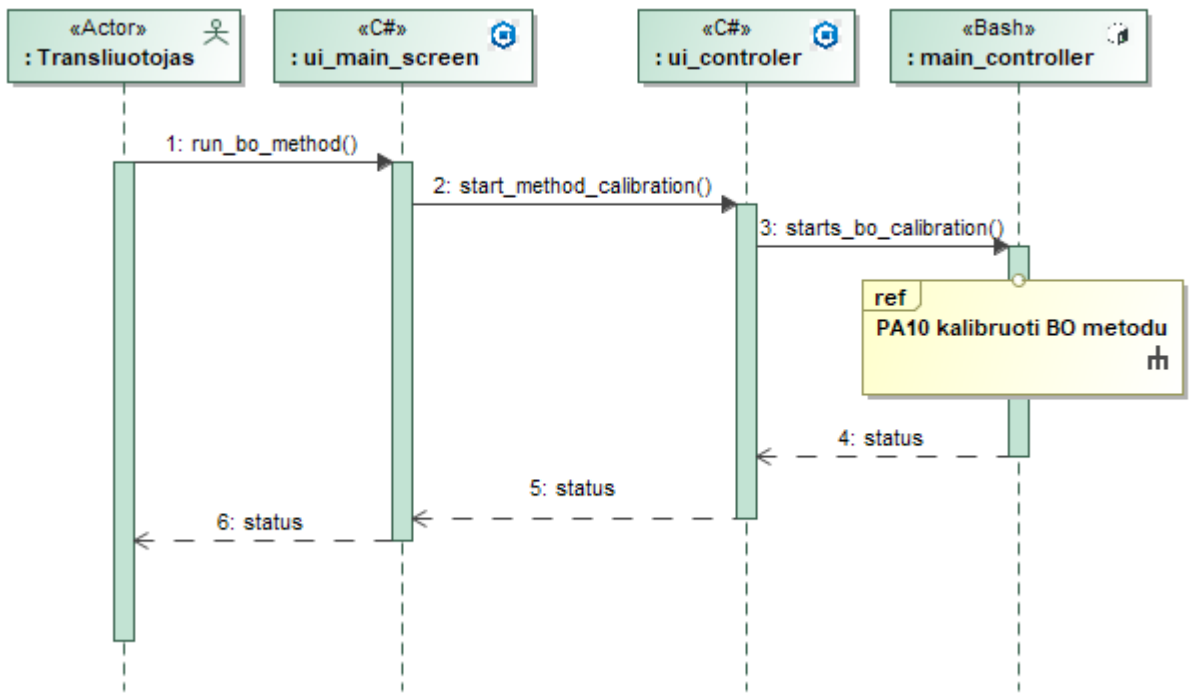 «Actor»
: Transliuotojas
«C#»
: ui_main_screen
«C#»
: ui_controler
«Bash»
: main_controller
1: run_bo_method()
2: start_method_calibration()
3: starts_bo_calibration()
ref
PA10 kalibruoti BO metodu
4: status
5: status
6: status